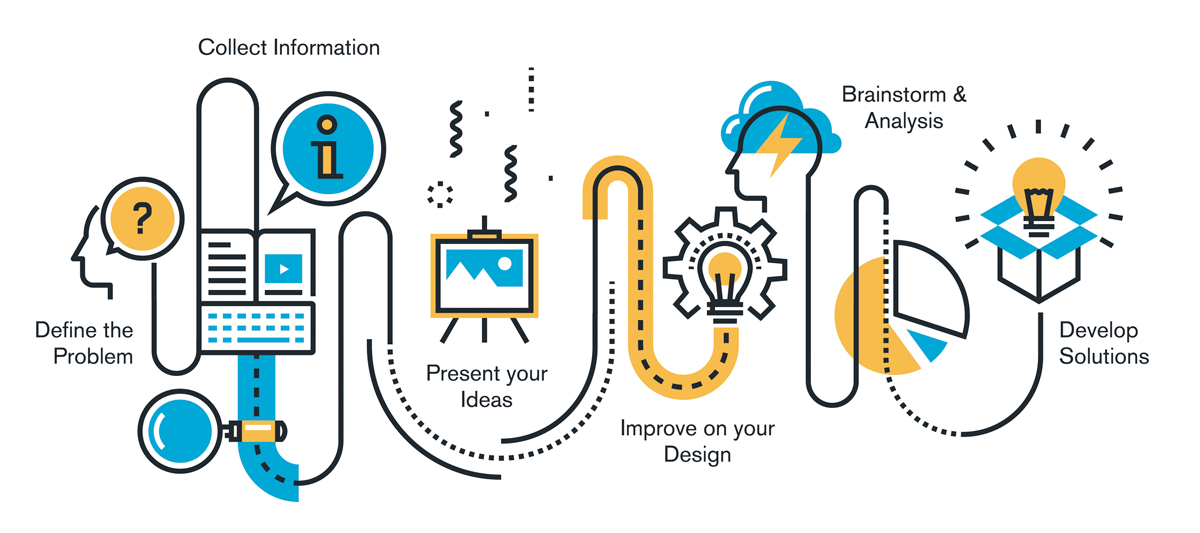 Collect Information
i
?
Define the
Problem
Present your
Ideas
Improve on your
Design
Brainstorm &
Analysis
Develop
Solutions